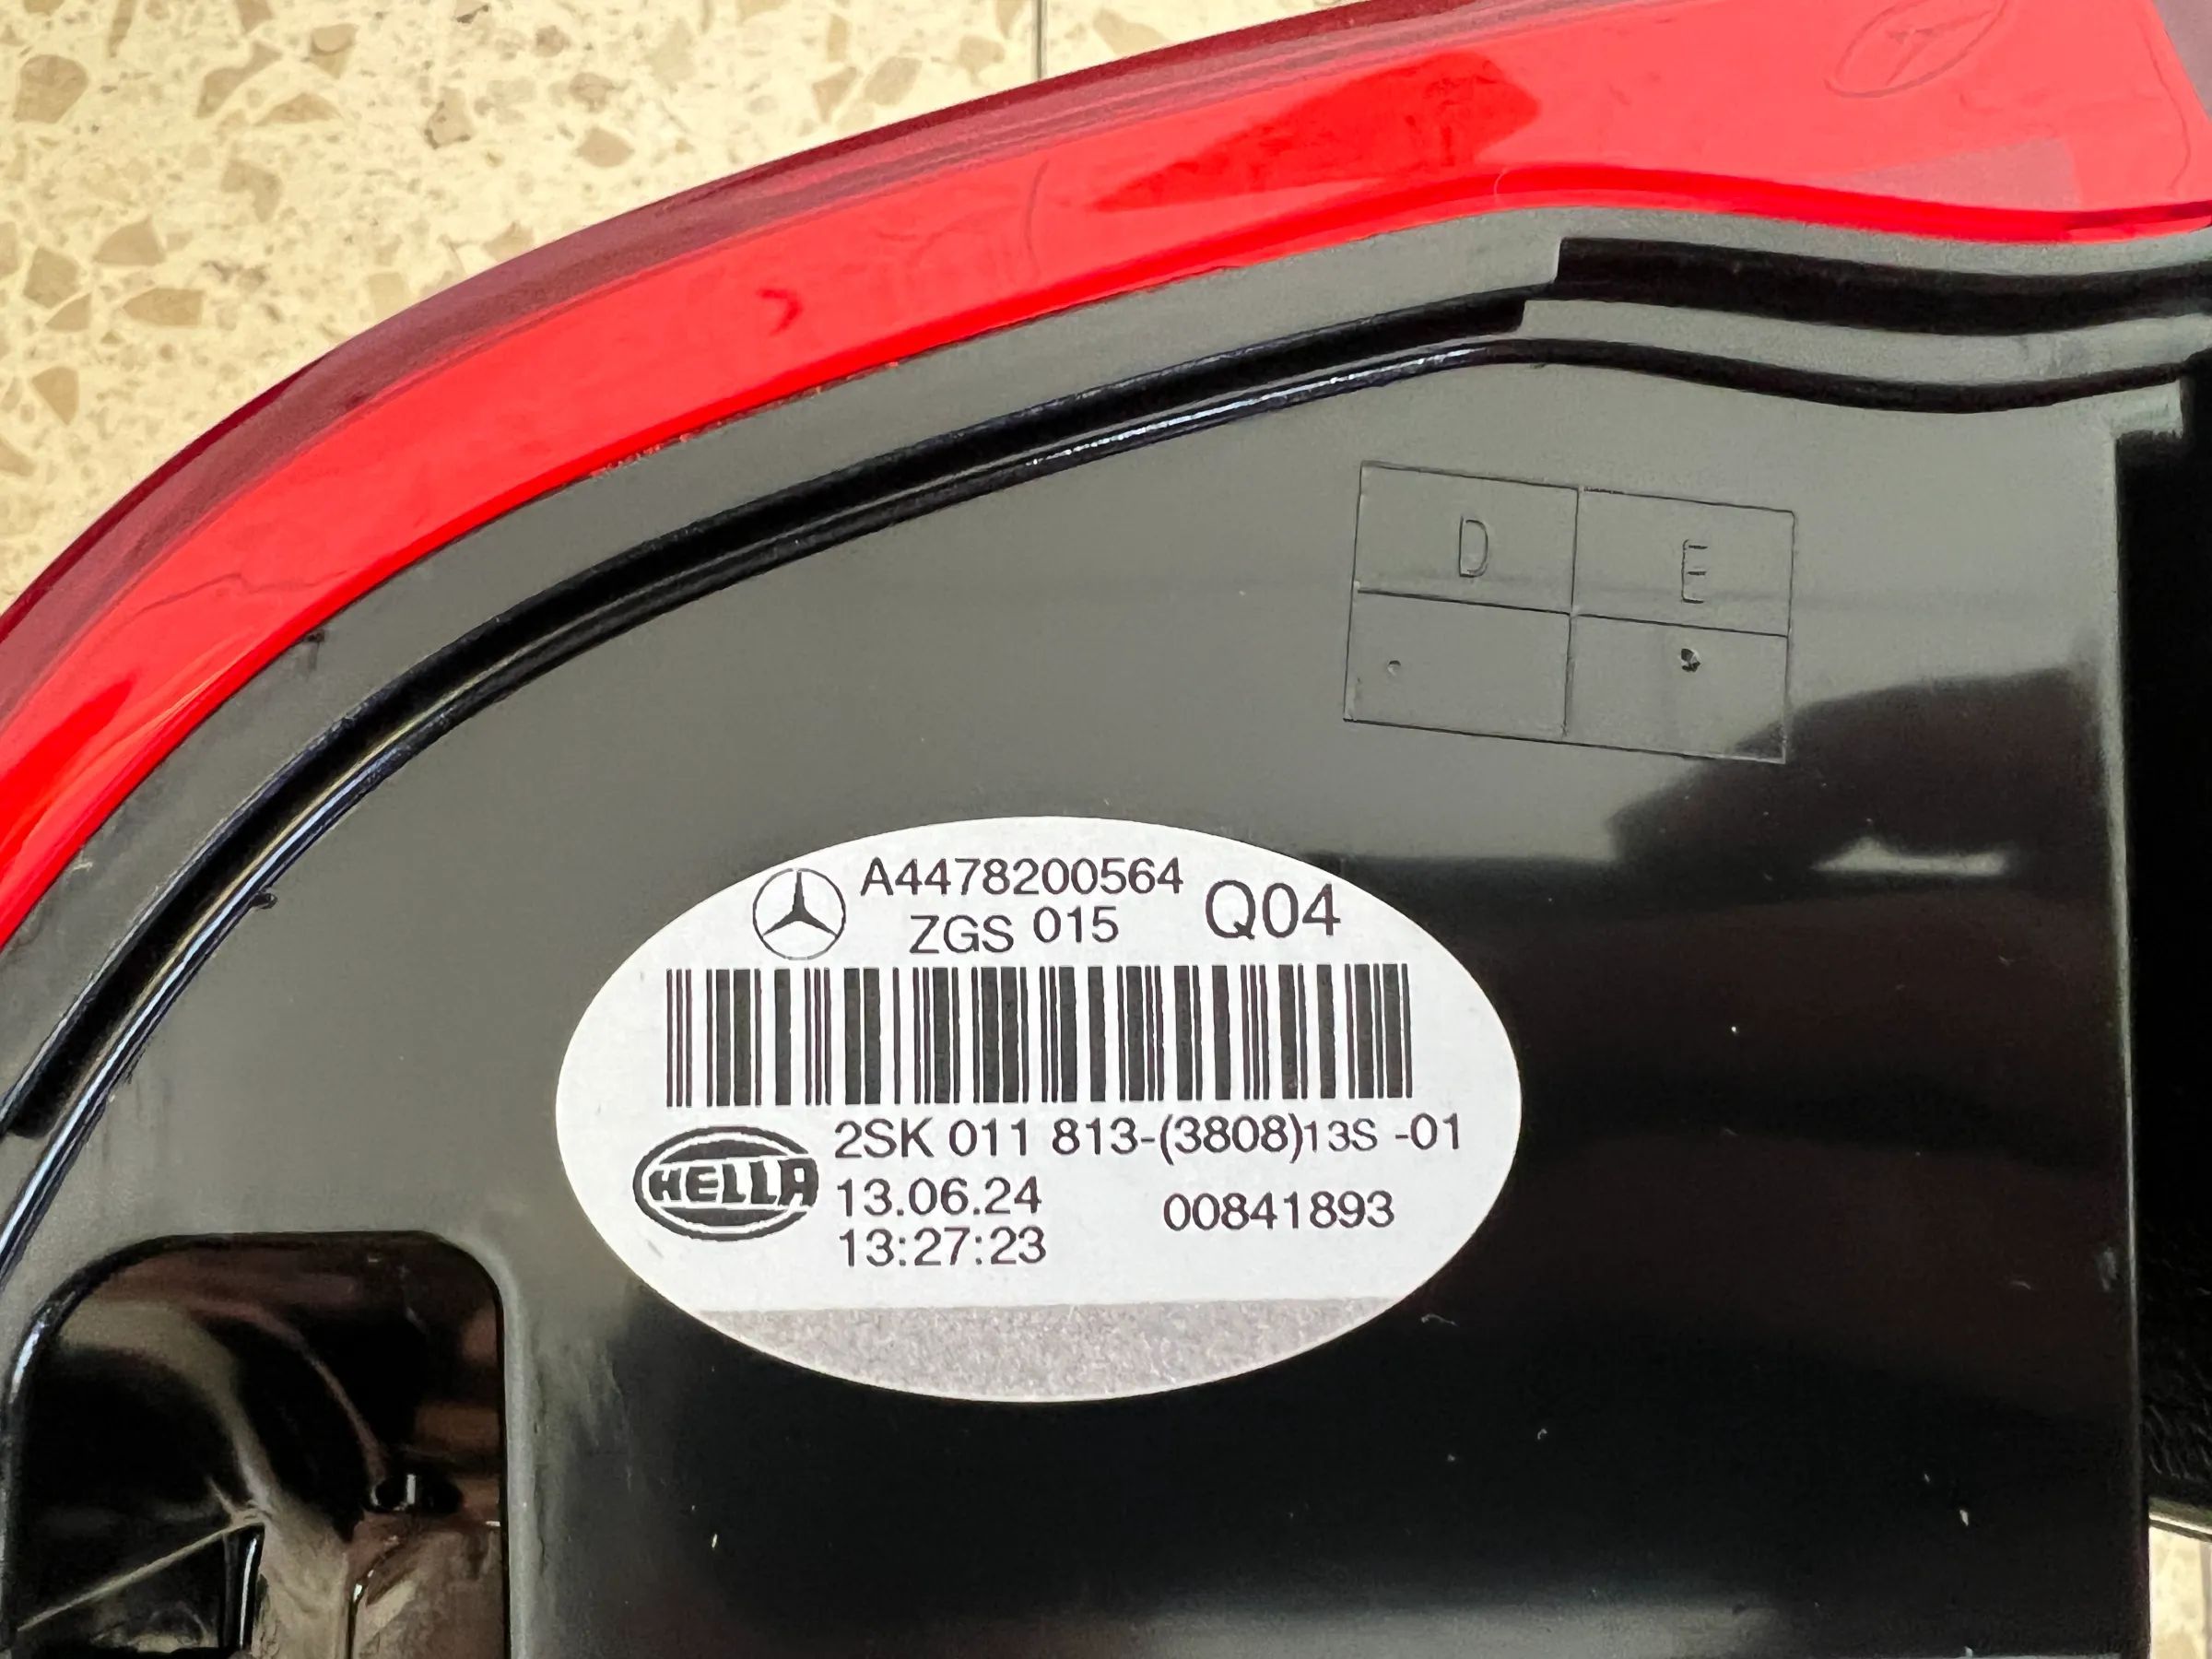 D E
A4478200564
ZGS 015 Q04
2SK 011 813-(3808)13S -01
HELLA
13.06.24 00841893
13:27:23